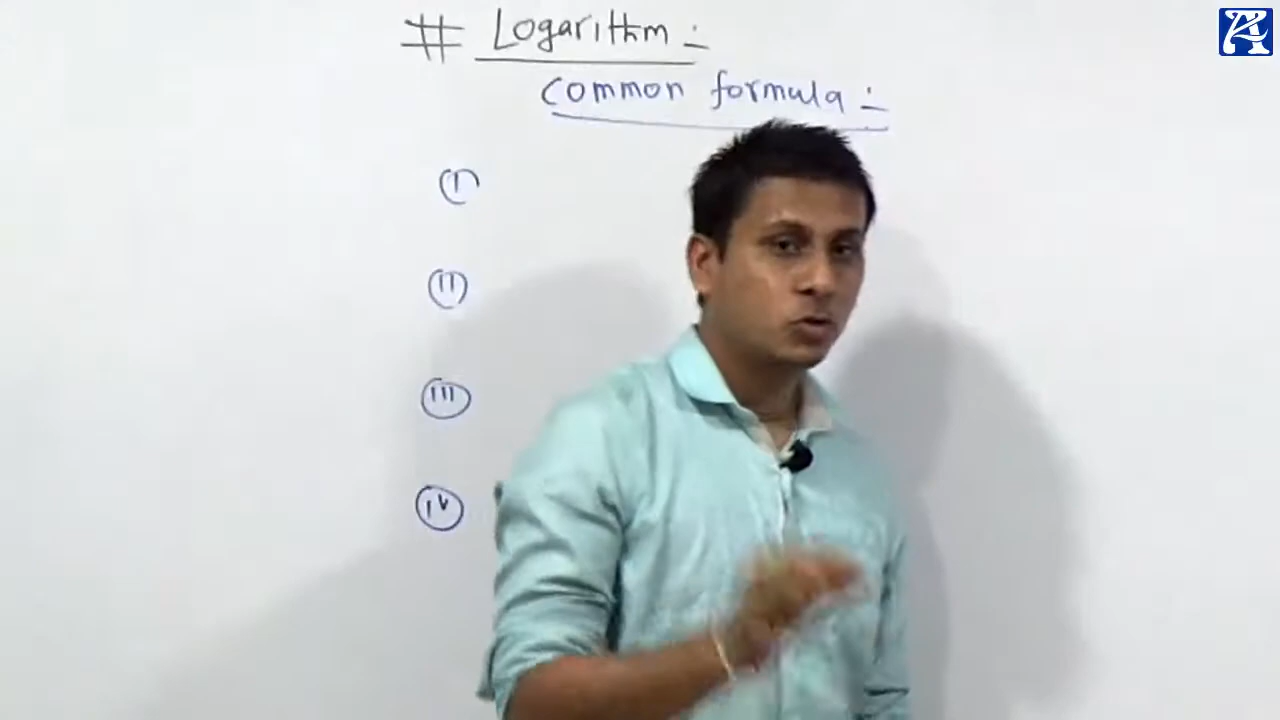 # Logarithm :-
Common formula :-
(I)
(II)
(III)
(IV)